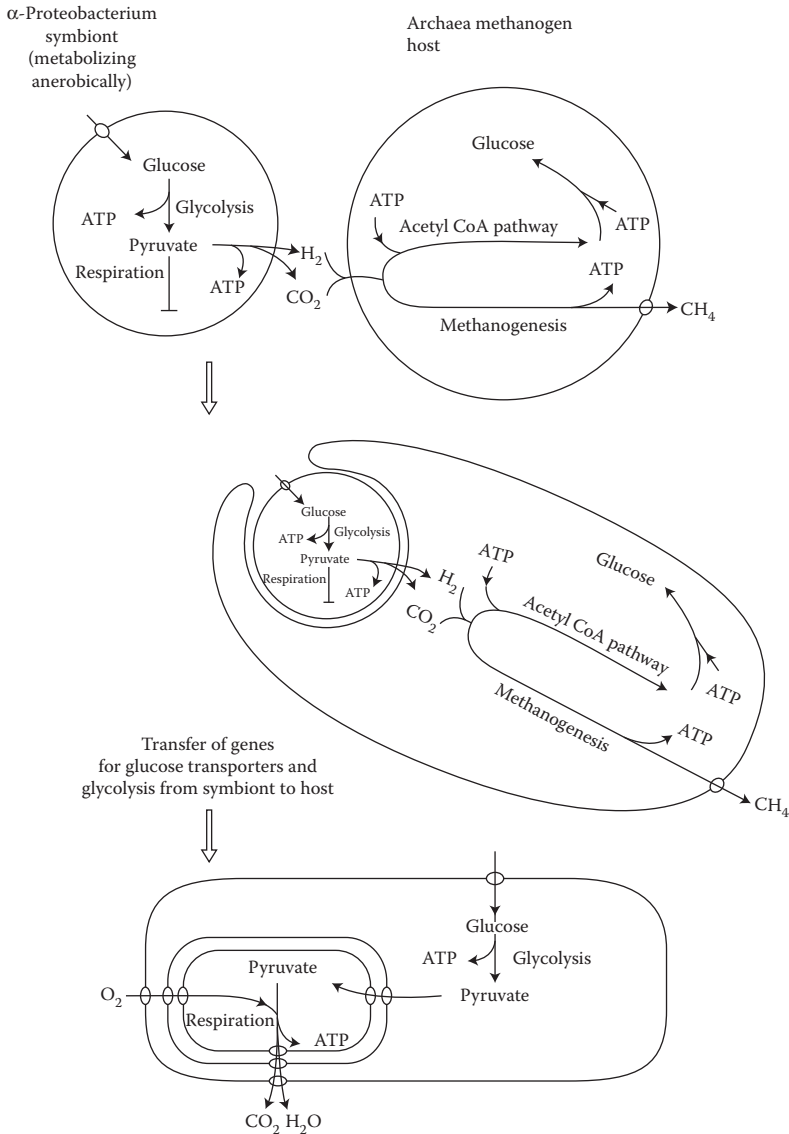 α-Proteobacterium
symbiont
(metabolizing
anerobically)
Archaea methanogen
host
Glucose
ATP
Glycolysis
Pyruvate
Respiration
ATP
H₂
CO₂
Glucose
ATP
Acetyl CoA pathway
ATP
ATP
Methanogenesis
CH₄
Glucose
ATP
Glycolysis
Pyruvate
Respiration
ATP
H₂
CO₂
ATP
Glucose
Acetyl CoA pathway
ATP
Methanogenesis
ATP
CH₄
Transfer of genes
for glucose transporters and
glycolysis from symbiont to host
Glucose
ATP
Glycolysis
Pyruvate
Pyruvate
O₂
Respiration
ATP
CO₂ H₂O